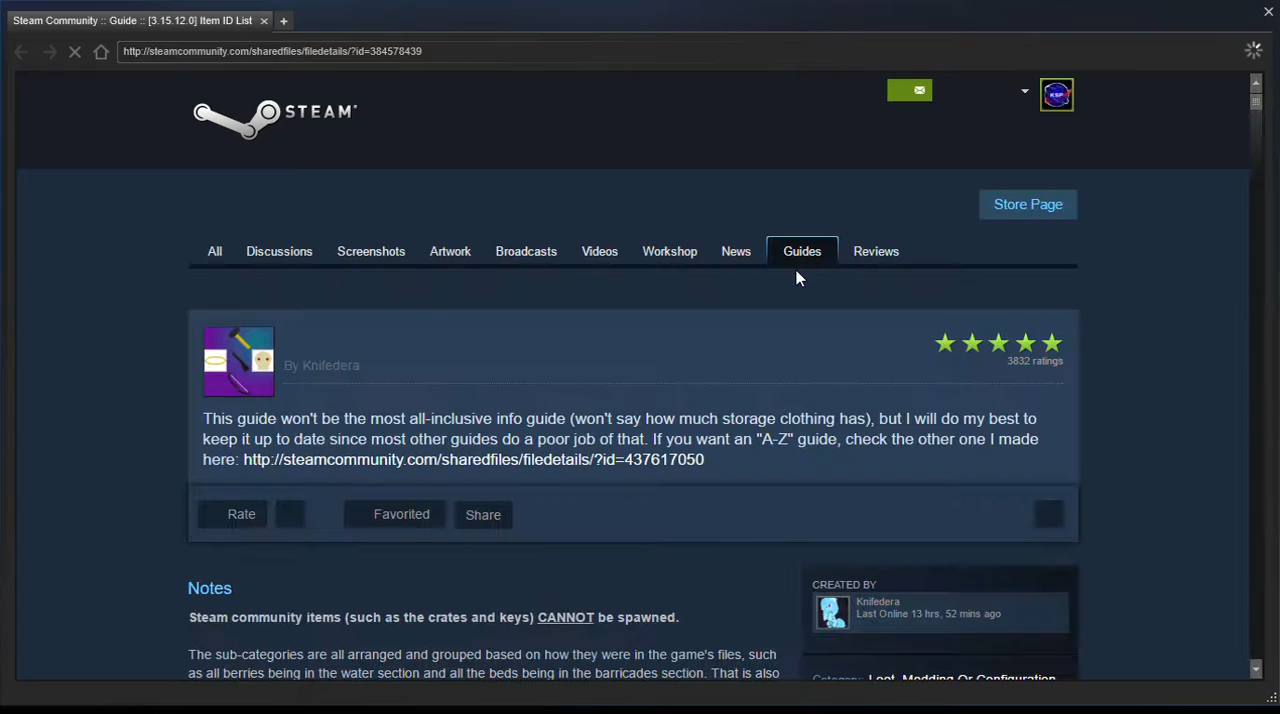 Steam Community :: Guide :: [3.15.12.0] Item ID List
http://steamcommunity.com/sharedfiles/filedetails/?id=384578439
STEAM
KSP
Store Page
All Discussions Screenshots Artwork Broadcasts Videos Workshop News Guides Reviews
By Knifedera
3832 ratings
This guide won't be the most all-inclusive info guide (won't say how much storage clothing has), but I will do my best to
keep it up to date since most other guides do a poor job of that. If you want an "A-Z" guide, check the other one I made
here: http://steamcommunity.com/sharedfiles/filedetails/?id=437617050
Rate Favorited Share
Notes
Steam community items (such as the crates and keys) CANNOT be spawned.
The sub-categories are all arranged and grouped based on how they were in the game's files, such
as all berries being in the water section and all the beds being in the barricades section. That is also
CREATED BY
Knifedera
Last Online 13 hrs, 52 mins ago
Category: Loot, Modding Or Configuration,